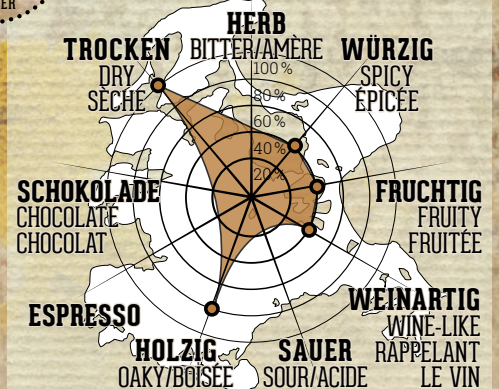 ER
HERB
BITTER/AMÈRE
TROCKEN
DRY
SÈCHE
WÜRZIG
SPICY
ÉPICÉE
100%
80%
60%
40%
20%
SCHOKOLADE
CHOCOLATE
CHOCOLAT
FRUCHTIG
FRUITY
FRUITÉE
ESPRESSO
WEINARTIG
WINE-LIKE
RAPPELANT
LE VIN
HOLZIG
OAKY/BOISÉE
SAUER
SOUR/ACIDE